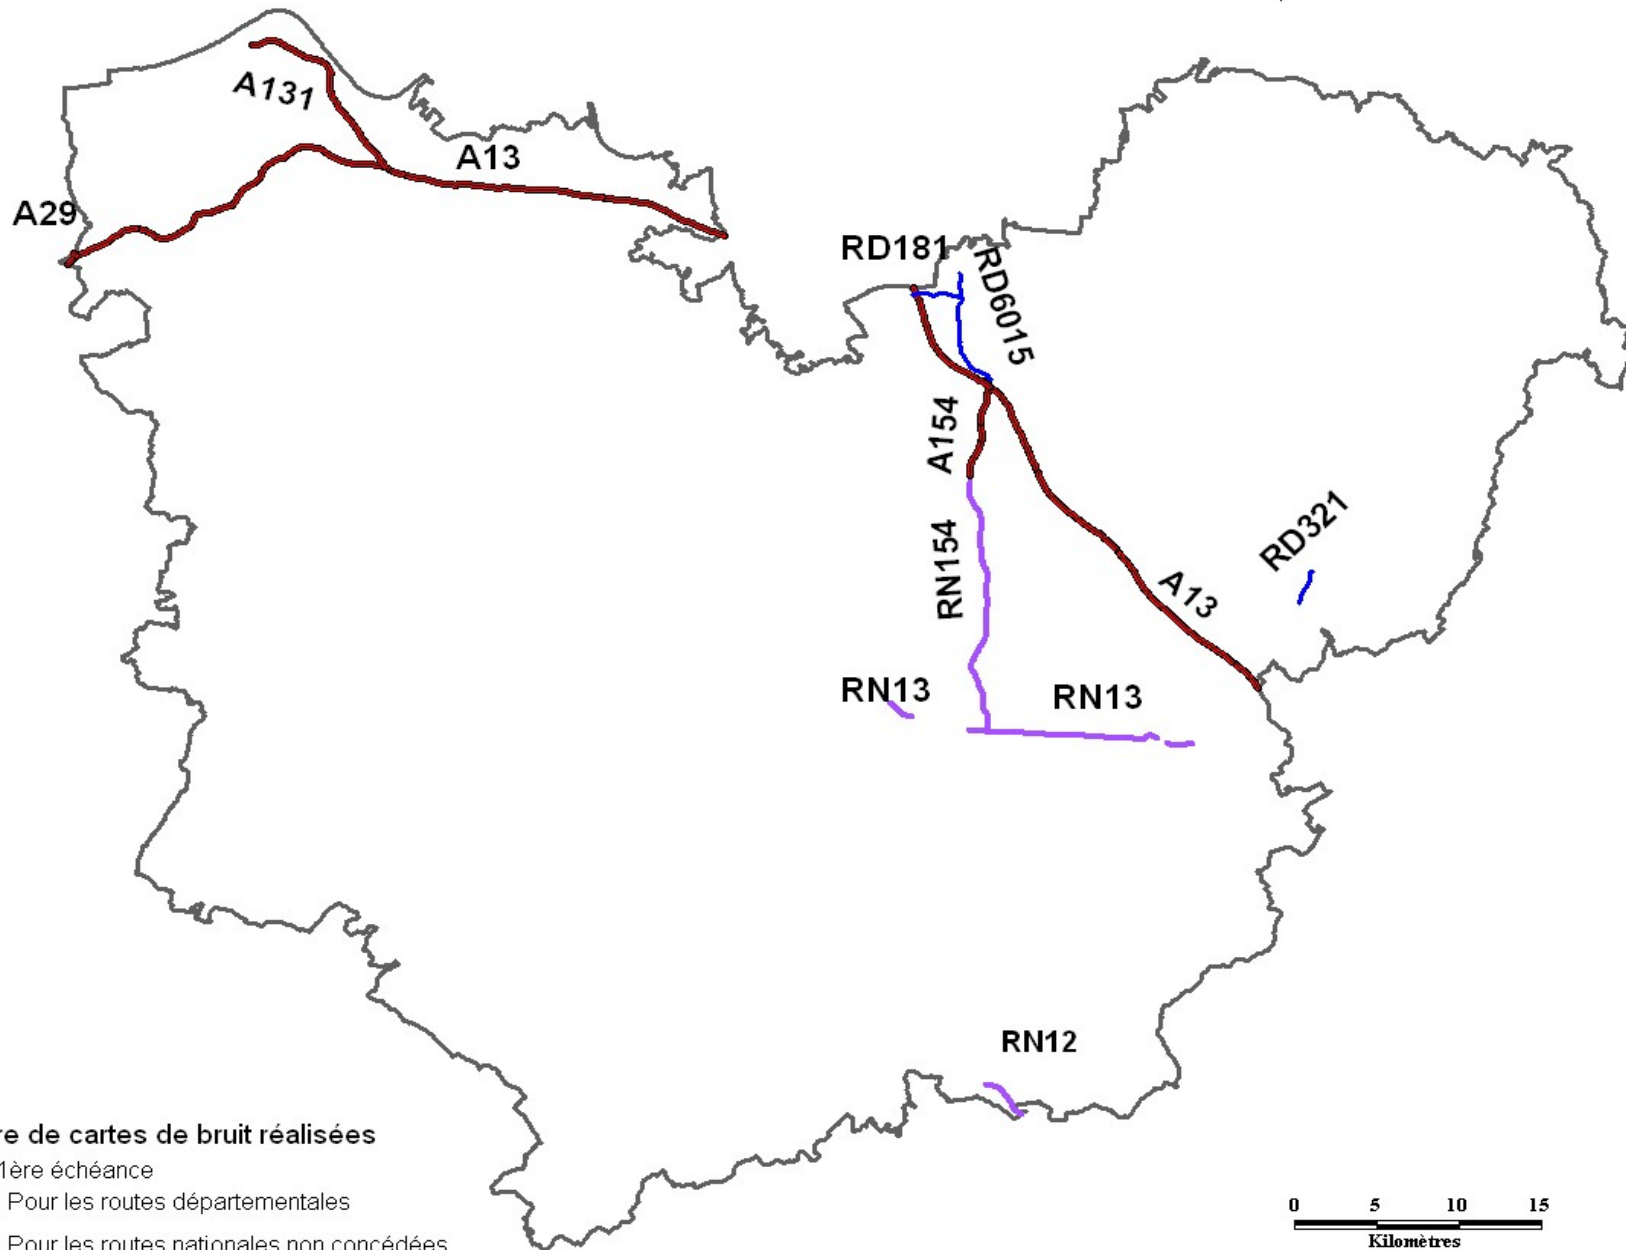 A131
A13
A29
RD181
RD6015
A154
RD321
RN154
A13
RN13
RN13
RN12
de cartes de bruit réalisées
1ère échéance
Pour les routes départementales
Pour les routes nationales non concédées
0 5 10 15
Kilomètres